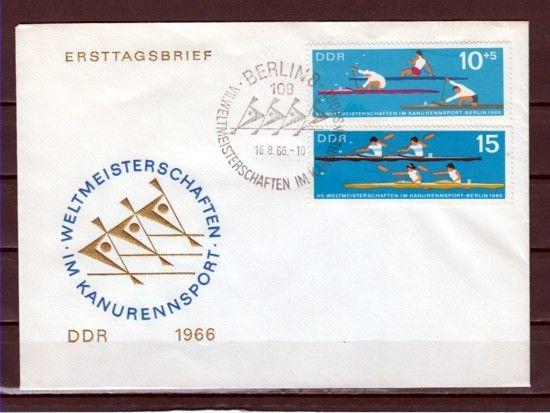 ERSTTAGSBRIEF
BERLIN 8
108
16.8.66.-10
VII.WELTMEISTERSCHAFTEN IM
DDR 10+5
VII. WELTMEISTERSCHAFTEN IM KANURENNSPORT BERLIN 1966
DDR 15
VII. WELTMEISTERSCHAFTEN IM KANURENNSPORT·BERLIN 1966
·WELTMEISTERSCHAFTEN·
IM KANURENNSPORT
DDR 1966